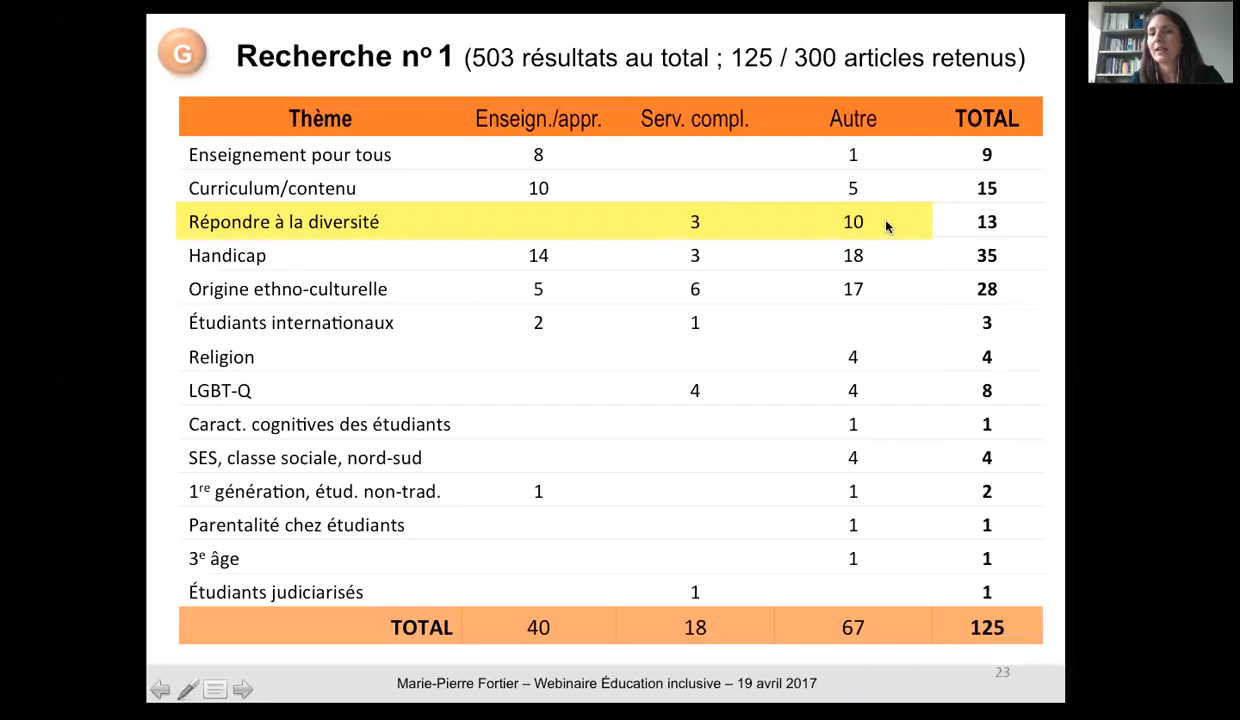 G
Recherche nº 1 (503 résultats au total ; 125 / 300 articles retenus)
Thème Enseign./appr. Serv. compl. Autre TOTAL
Enseignement pour tous 8 1 9
Curriculum/contenu 10 5 15
Répondre à la diversité 3 10 13
Handicap 14 3 18 35
Origine ethno-culturelle 5 6 17 28
Étudiants internationaux 2 1 3
Religion 4 4
LGBT-Q 4 4 8
Caract. cognitives des étudiants 1 1
SES, classe sociale, nord-sud 4 4
1re génération, étud. non-trad. 1 1 2
Parentalité chez étudiants 1 1
3e âge 1 1
Étudiants judiciarisés 1 1
TOTAL 40 18 67 125
Marie-Pierre Fortier – Webinaire Éducation inclusive – 19 avril 2017
23